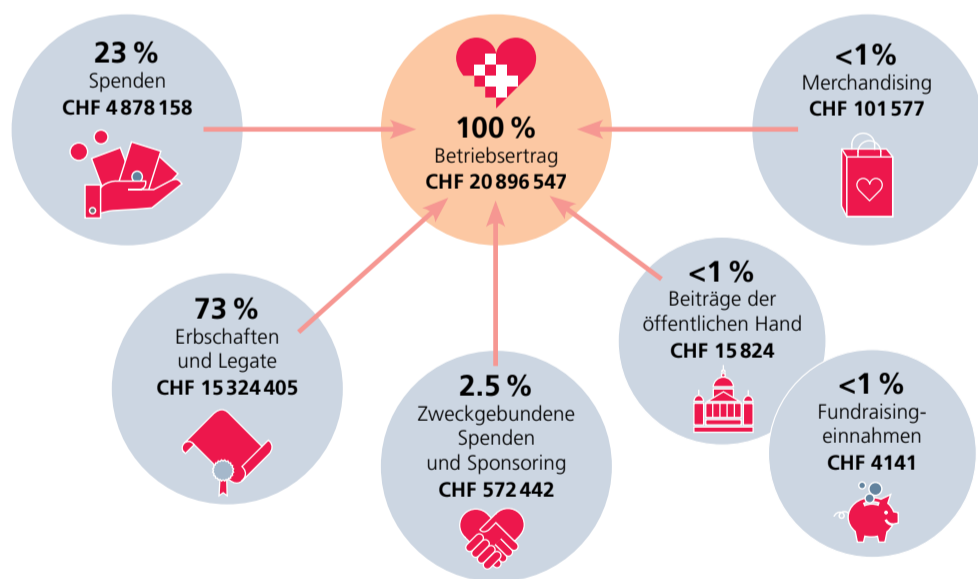 23 %
Spenden
CHF 4 878 158
100 %
Betriebsertrag
CHF 20 896 547
<1%
Merchandising
CHF 101 577
73 %
Erbschaften
und Legate
CHF 15 324 405
2.5 %
Zweckgebundene
Spenden
und Sponsoring
CHF 572 442
<1 %
Beiträge der
öffentlichen Hand
CHF 15 824
<1 %
Fundraising-
einnahmen
CHF 4141